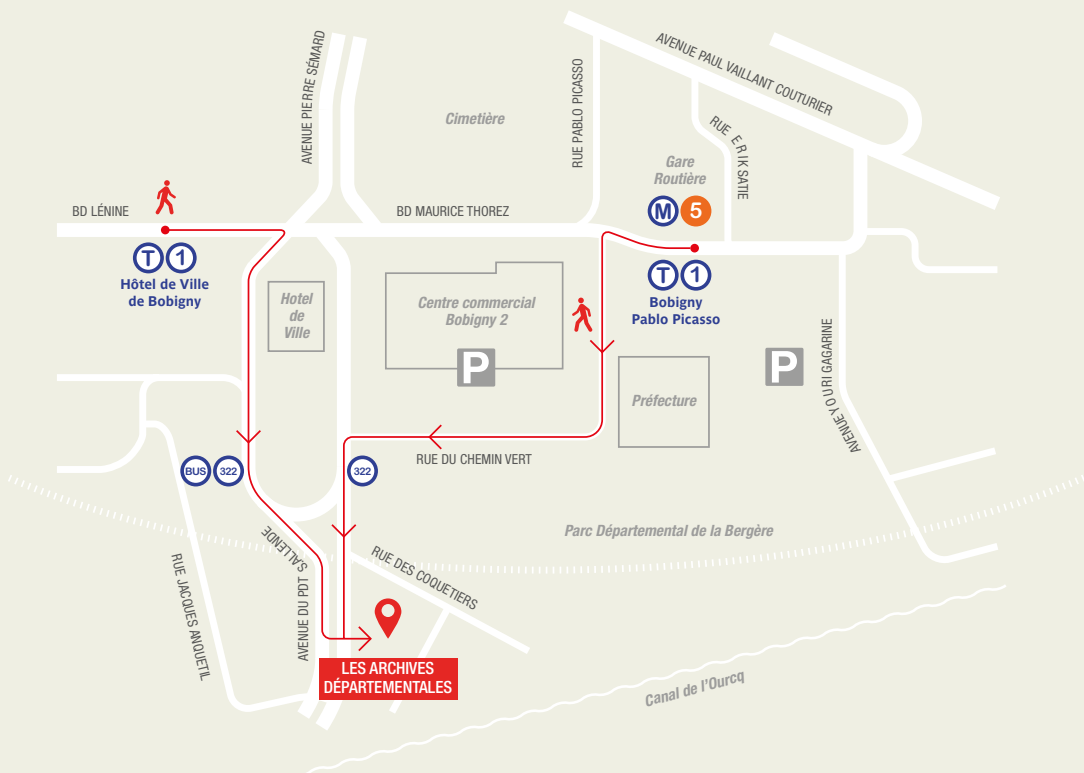 AVENUE PIERRE SÉMARD
Cimetière
RUE PABLO PICASSO
AVENUE PAUL VAILLANT COUTURIER
RUE ERIK SATIE
Gare
Routière
M 5
BD LÉNINE
BD MAURICE THOREZ
T 1
Hôtel de Ville
de Bobigny
T 1
Bobigny
Pablo Picasso
Hotel
de
Ville
Centre commercial
Bobigny 2
P
P
Préfecture
AVENUE YOURI GAGARINE
RUE DU CHEMIN VERT
BUS 322
322
Parc Départemental de la Bergère
S.ALLENDE
AVENUE DU PDT
RUE DES COQUETIERS
RUE JACQUES ANQUETIL
LES ARCHIVES
DÉPARTEMENTALES
Canal de l'Ourcq